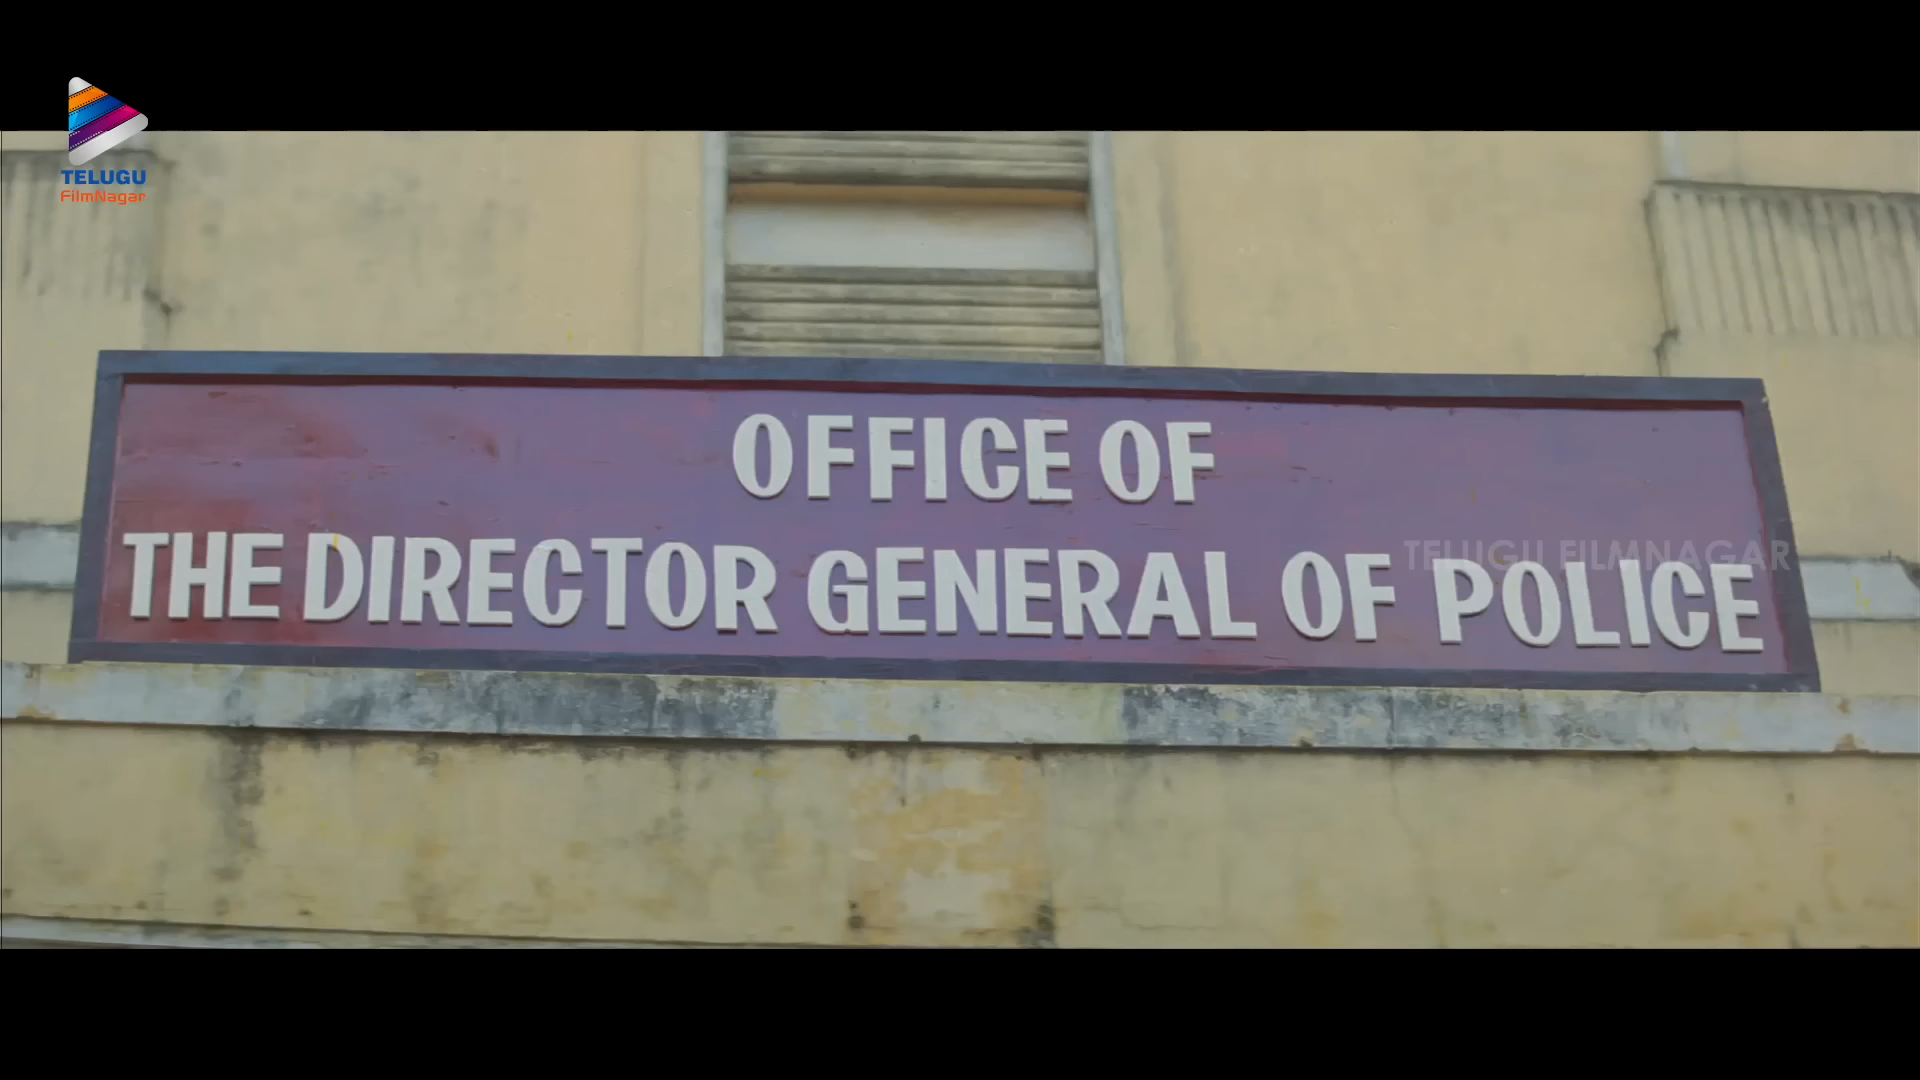 TELUGU
FilmNagar
OFFICE OF
THE DIRECTOR GENERAL OF POLICE
TELUGU FILMNAGAR